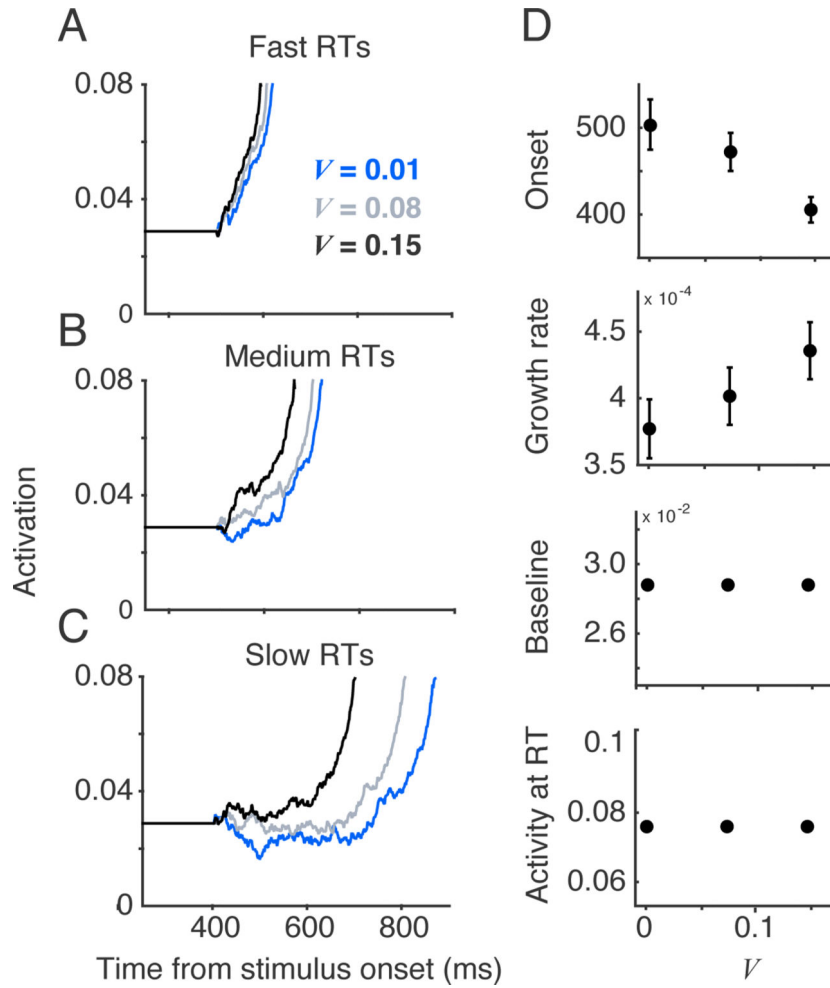 A
Fast RTs
0.08
0.04
0
V = 0.01
V = 0.08
V = 0.15
B
Medium RTs
0.08
0.04
0
Activation
C
Slow RTs
0.08
0.04
0
400 600 800
Time from stimulus onset (ms)
D
Onset
500
400
Growth rate
x 10⁻⁴
4.5
4
3.5
Baseline
x 10⁻²
3.0
2.6
Activity at RT
0.1
0.08
0.06
0 0.1
V